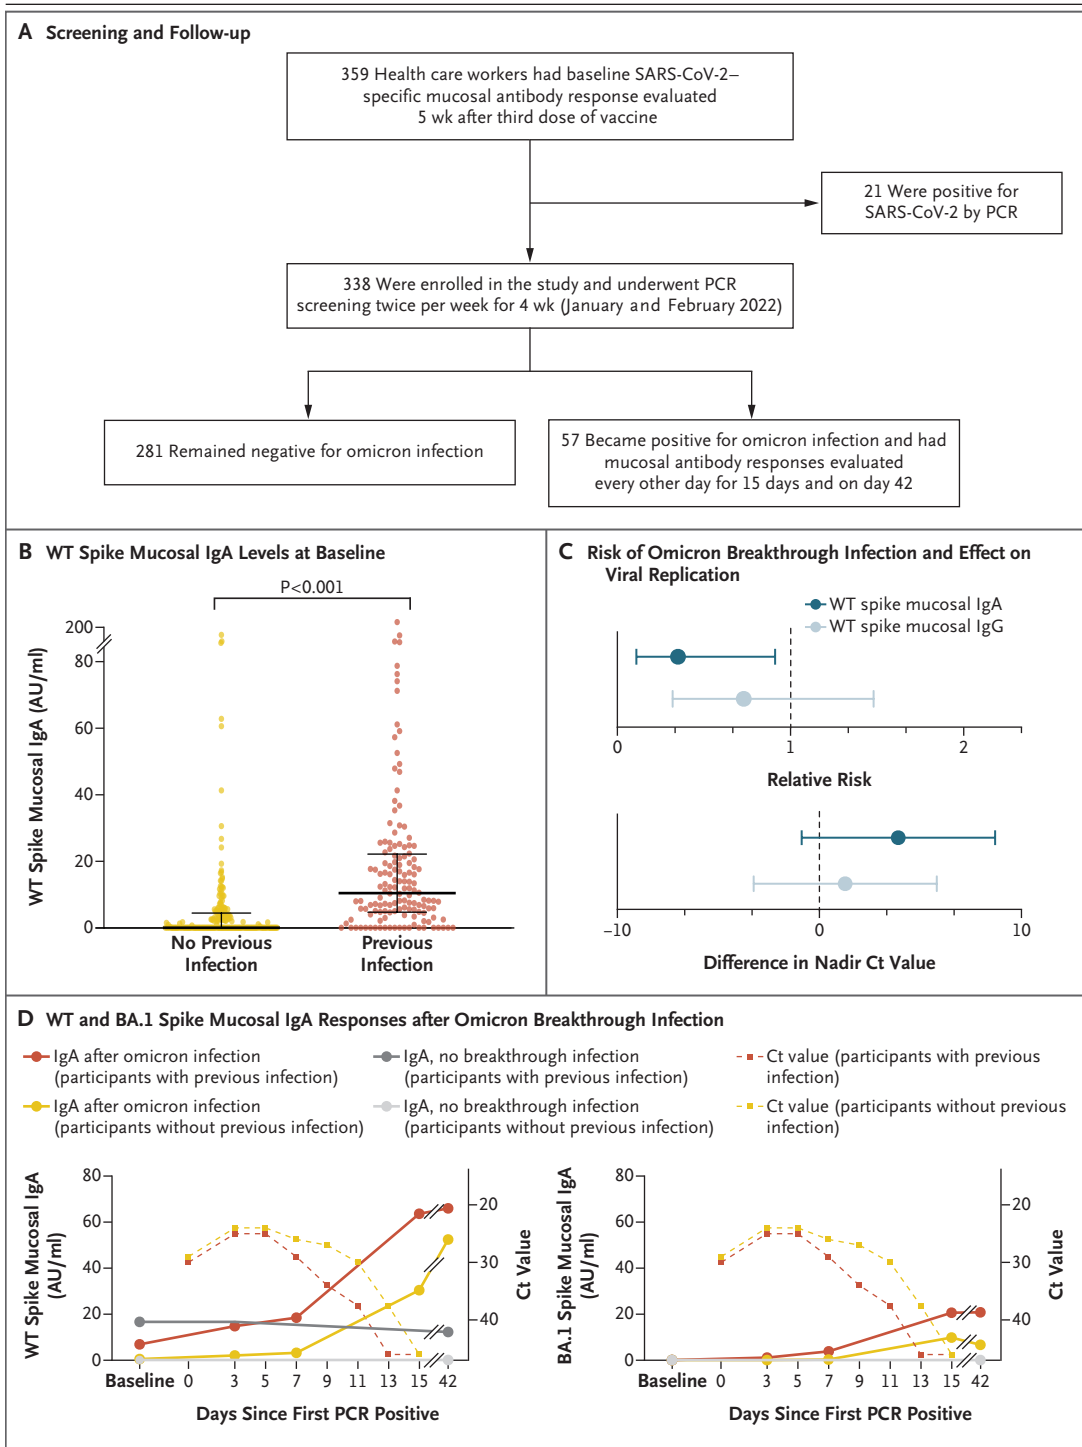 A Screening and Follow-up
359 Health care workers had baseline SARS-CoV-2–
specific mucosal antibody response evaluated
5 wk after third dose of vaccine
21 Were positive for
SARS-CoV-2 by PCR
338 Were enrolled in the study and underwent PCR
screening twice per week for 4 wk (January and February 2022)
281 Remained negative for omicron infection
57 Became positive for omicron infection and had
mucosal antibody responses evaluated
every other day for 15 days and on day 42
B WT Spike Mucosal IgA Levels at Baseline
P<0.001
WT Spike Mucosal IgA (AU/ml)
200
80
60
40
20
0
No Previous
Infection
Previous
Infection
C Risk of Omicron Breakthrough Infection and Effect on
Viral Replication
WT spike mucosal IgA
WT spike mucosal IgG
0 1 2
Relative Risk
–10 0 10
Difference in Nadir Ct Value
D WT and BA.1 Spike Mucosal IgA Responses after Omicron Breakthrough Infection
IgA after omicron infection
(participants with previous infection)
IgA, no breakthrough infection
(participants with previous infection)
Ct value (participants with previous
infection)
IgA after omicron infection
(participants without previous infection)
IgA, no breakthrough infection
(participants without previous infection)
Ct value (participants without previous
infection)
WT Spike Mucosal IgA
(AU/ml)
80
60
40
20
0
20
30
40
Ct Value
Baseline 0 3 5 7 9 11 13 15 42
Days Since First PCR Positive
BA.1 Spike Mucosal IgA
(AU/ml)
80
60
40
20
0
20
30
40
Ct Value
Baseline 0 3 5 7 9 11 13 15 42
Days Since First PCR Positive